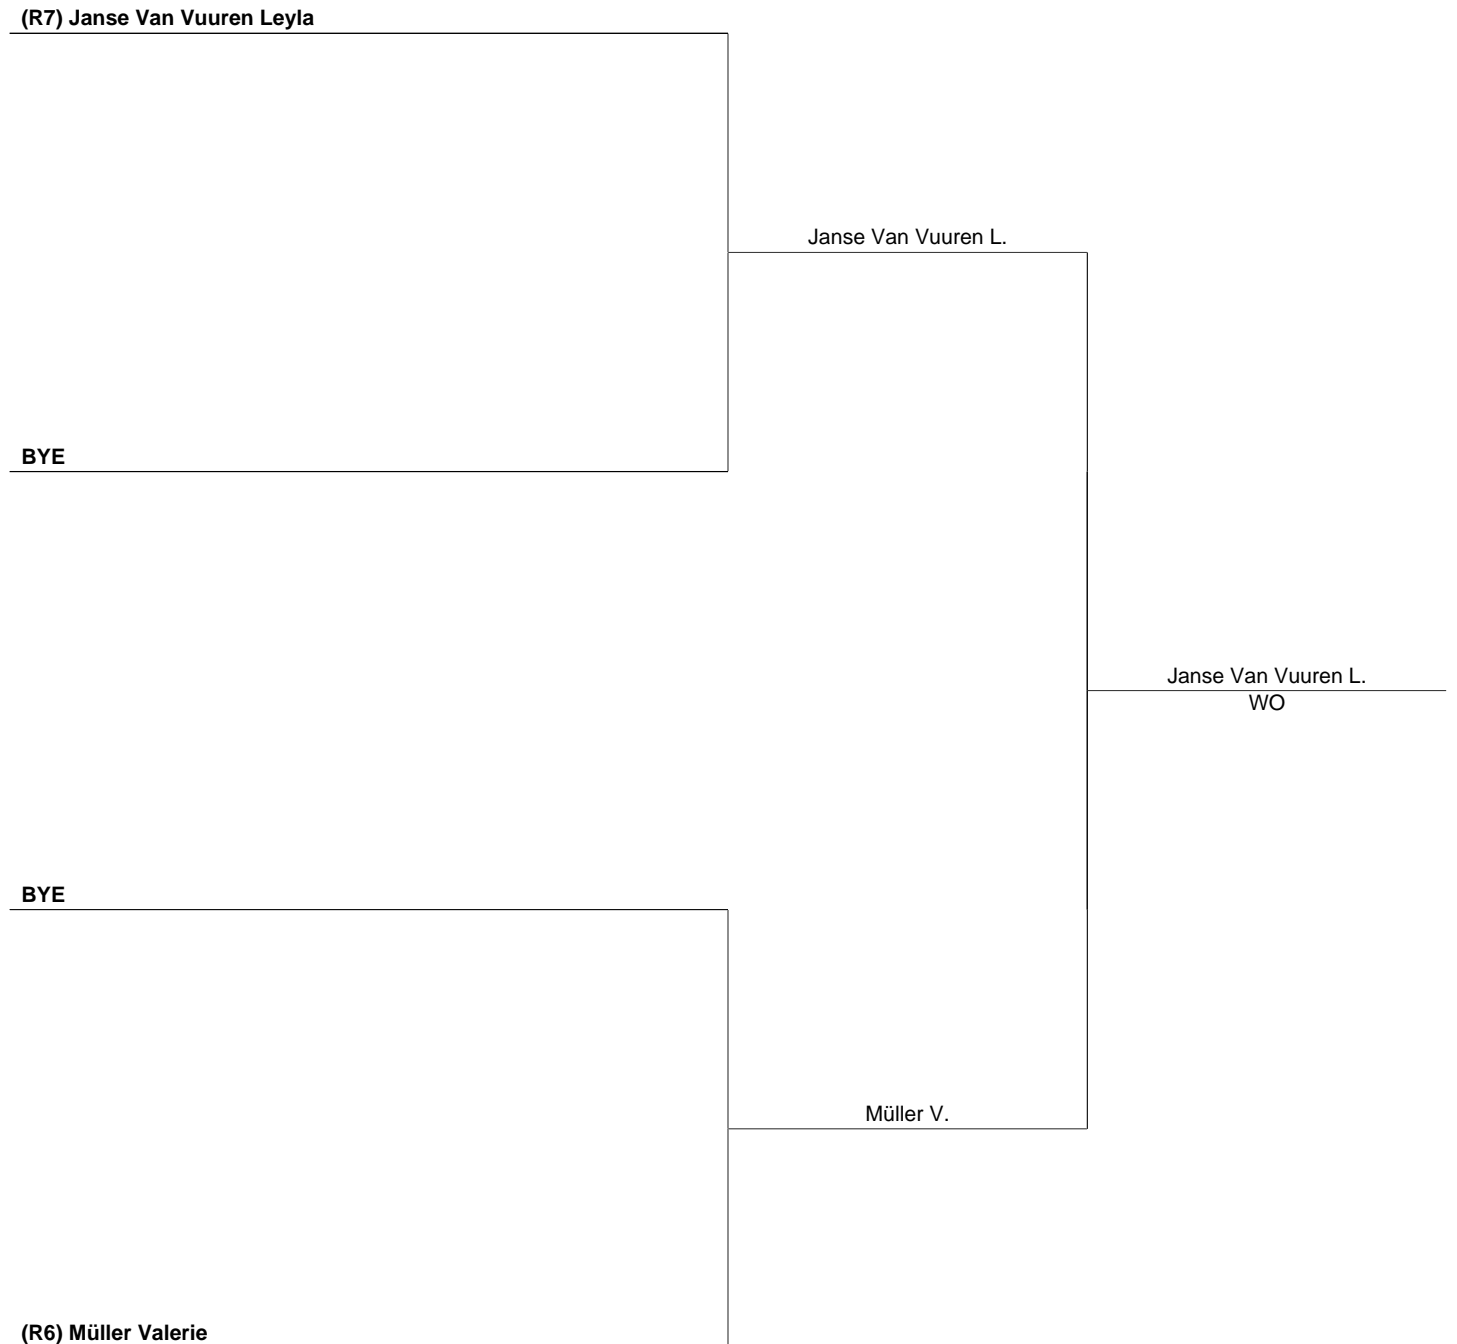 (R7) Janse Van Vuuren Leyla
Janse Van Vuuren L.
BYE
Janse Van Vuuren L.
WO
BYE
Müller V.
(R6) Müller Valerie